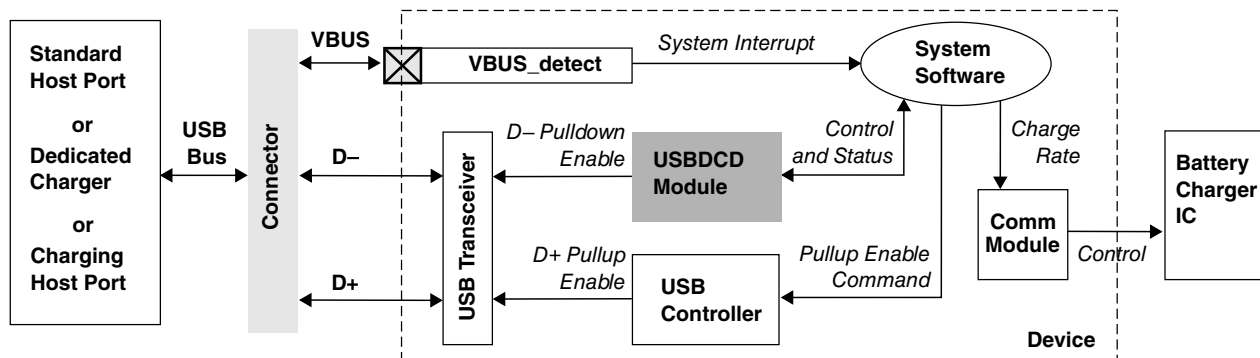 Standard
Host Port
or
Dedicated
Charger
or
Charging
Host Port
USB
Bus
Connector
VBUS
D–
D+
VBUS_detect
System Interrupt
System
Software
USB Transceiver
D– Pulldown
Enable
USBDCD
Module
Control
and Status
Charge
Rate
D+ Pullup
Enable
USB
Controller
Pullup Enable
Command
Comm
Module
Control
Battery
Charger
IC
Device